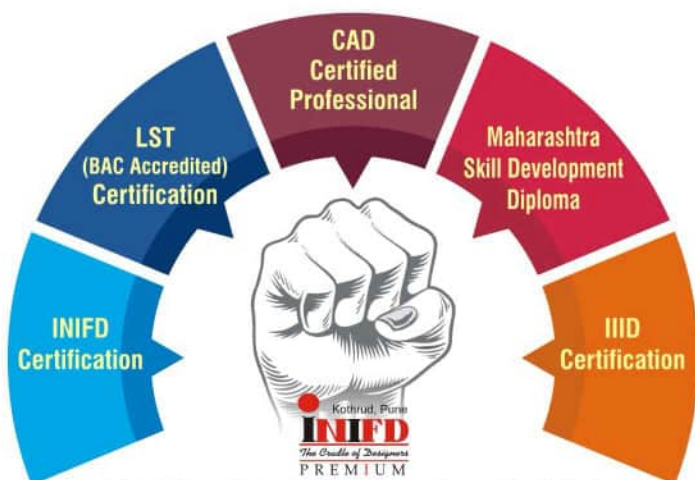 INIFD
Certification
LST
(BAC Accredited)
Certification
CAD
Certified
Professional
Maharashtra
Skill Development
Diploma
IIID
Certification
Kothrud, Pune
INIFD
The Cradle of Designers
PREMIUM